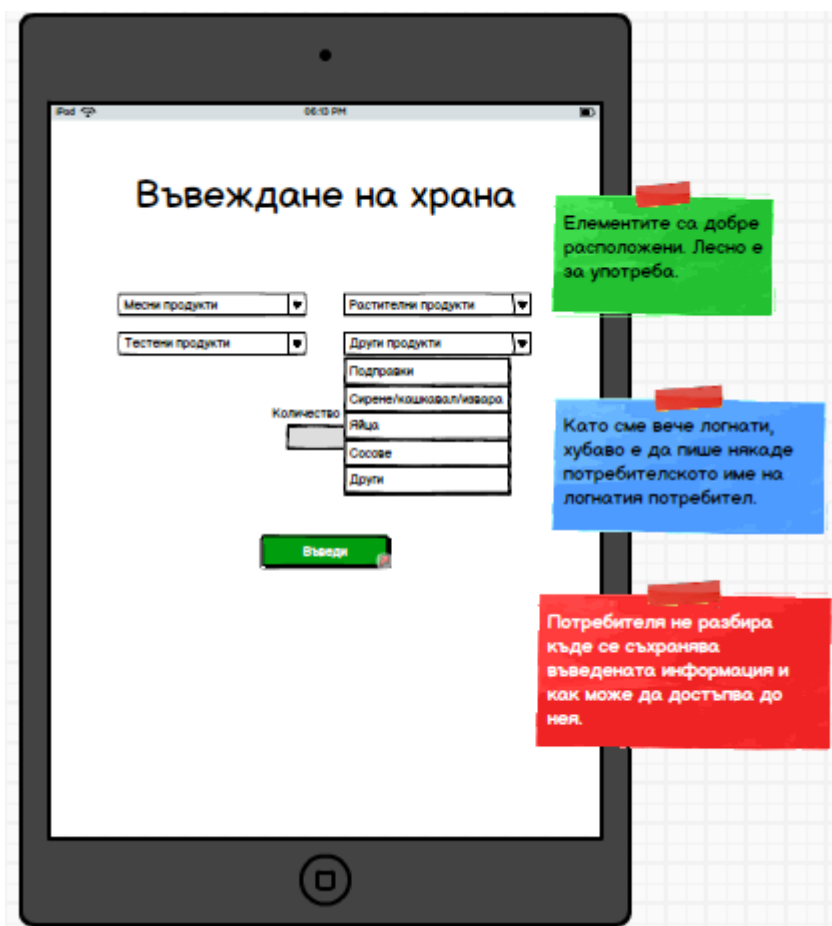 iPad
06:13 PM
Въвеждане на храна
Месни продукти
Растителни продукти
Тестени продукти
Други продукти
Подправки
Сирене/кашкавал/извара
Количество
Яйца
Сосове
Други
Въведи
Елементите са добре
разположени. Лесно е
за употреба.
Като сме вече логнати,
хубаво е да пише някаде
потребителското име на
логнатия потребител.
Потребителя не разбира
къде се съхранява
въведената информация и
как може да достъпва до
нея.